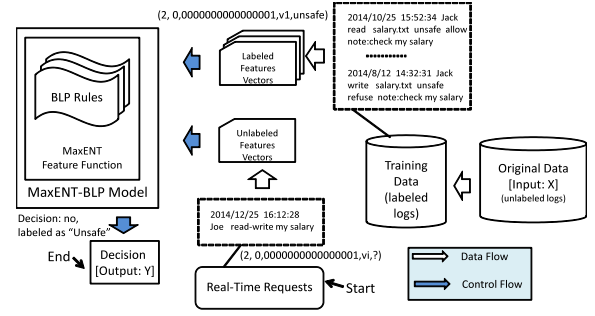 (2, 0,0000000000000001,v1,unsafe)
2014/10/25 15:52:34 Jack
read salary.txt unsafe allow
note:check my salary
2014/8/12 14:32:31 Jack
write salary.txt unsafe
refuse note:check my salary
BLP Rules
MaxENT
Feature Function
MaxENT-BLP Model
Labeled
Features
Vectors
Unlabeled
Features
Vectors
Training
Data
(labeled
logs)
Original Data
[Input: X]
(unlabeled logs)
Decision: no,
labeled as “Unsafe”
End
Decision
[Output: Y]
2014/12/25 16:12:28
Joe read-write my salary
(2, 0,0000000000000001,vi,?)
Real-Time Requests
Start
Data Flow
Control Flow